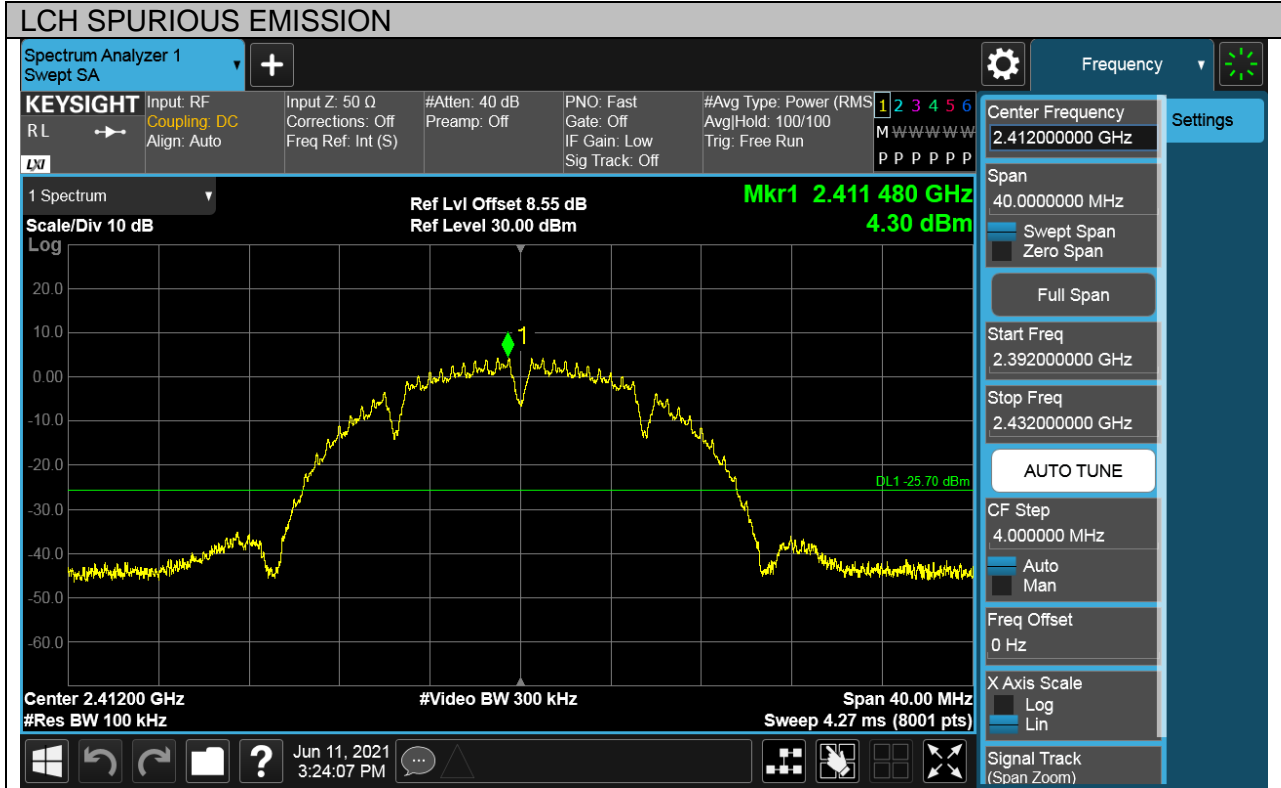 LCH SPURIOUS EMISSION
Spectrum Analyzer 1
Swept SA
Frequency
KEYSIGHT
R L
LXI
Input: RF
Coupling: DC
Align: Auto
Input Z: 50 Ω
Corrections: Off
Freq Ref: Int (S)
#Atten: 40 dB
Preamp: Off
PNO: Fast
Gate: Off
IF Gain: Low
Sig Track: Off
#Avg Type: Power (RMS
Avg|Hold: 100/100
Trig: Free Run
1 2 3 4 5 6
M W W W W W
P P P P P P
1 Spectrum
Scale/Div 10 dB
Ref Lvl Offset 8.55 dB
Ref Level 30.00 dBm
Mkr1 2.411 480 GHz
4.30 dBm
Log
20.0
10.0
0.00
-10.0
-20.0
-30.0
-40.0
-50.0
-60.0
1
DL1 -25.70 dBm
Center 2.41200 GHz
#Res BW 100 kHz
#Video BW 300 kHz
Span 40.00 MHz
Sweep 4.27 ms (8001 pts)
Jun 11, 2021
3:24:07 PM
Center Frequency
2.412000000 GHz
Settings
Span
40.0000000 MHz
Swept Span
Zero Span
Full Span
Start Freq
2.392000000 GHz
Stop Freq
2.432000000 GHz
AUTO TUNE
CF Step
4.000000 MHz
Auto
Man
Freq Offset
0 Hz
X Axis Scale
Log
Lin
Signal Track
(Span Zoom)